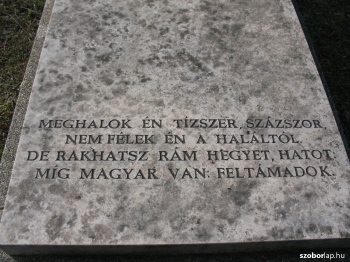 MEGHALOK ÉN TÍZSZER, SZÁZSZOR,
NEM FÉLEK ÉN A HALÁLTÓL.
DE RAKHATSZ RÁM HEGYET, HATOT:
MÍG MAGYAR VAN: FELTÁMADOK.
szoborlap.hu